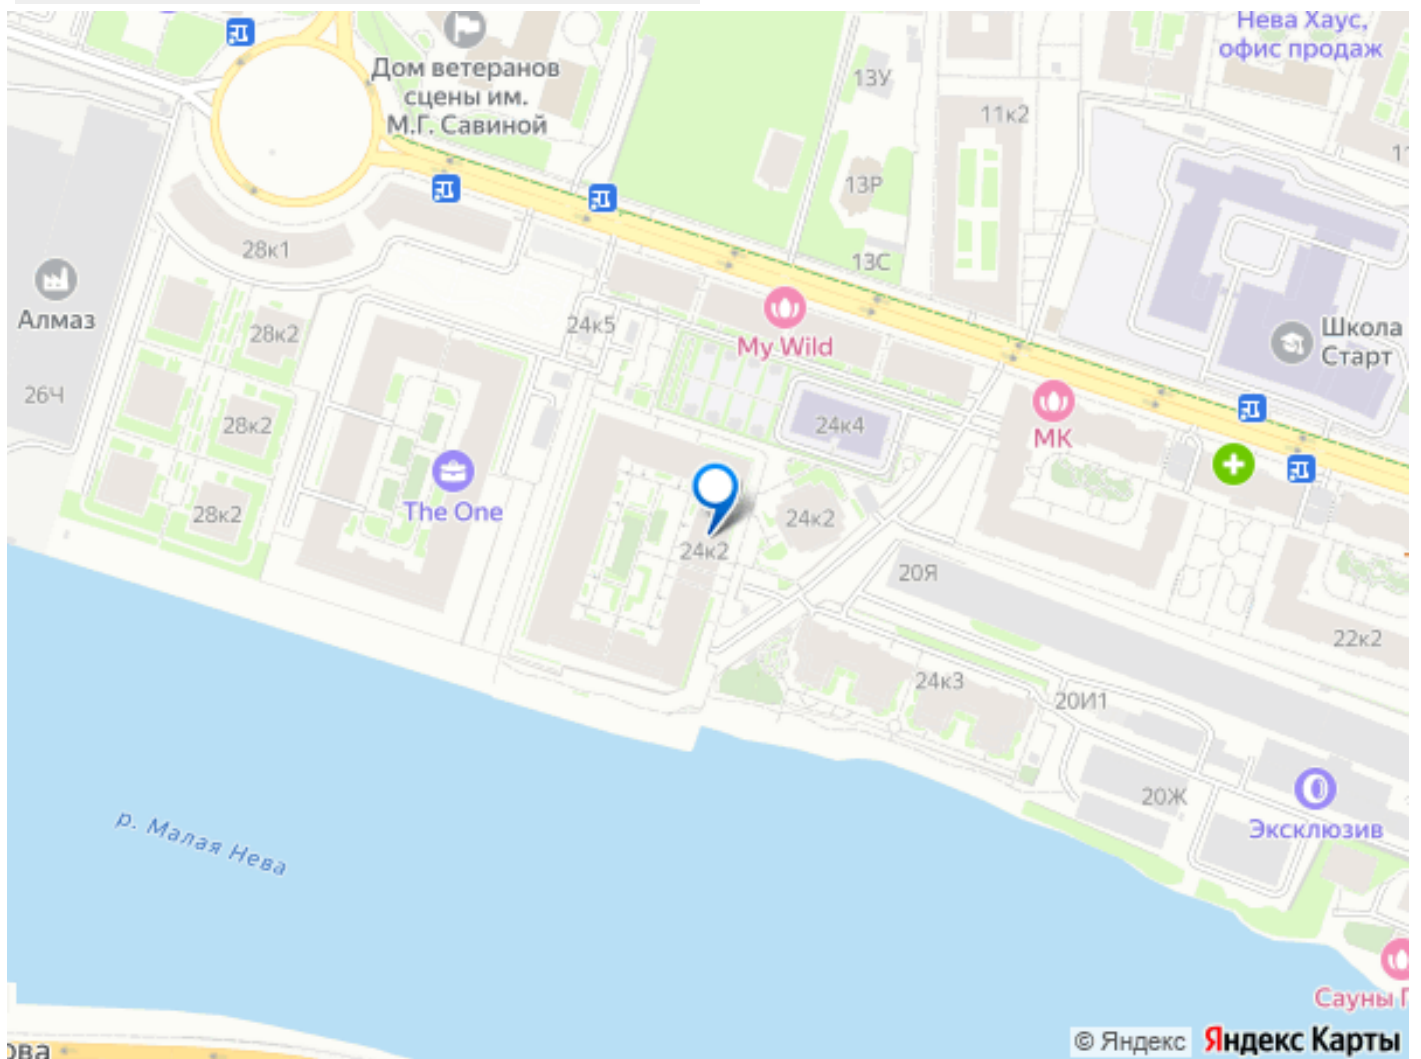 Нева Хаус,
офис продаж
Дом ветеранов
сцены им.
М.Г. Савиной
13У
11к2
13Р
13С
28к1
Алмаз
26Ч
28к2
28к2
28к2
24к5
My Wild
Школа
Старт
24к4
МК
The One
24к2
24к2
20Я
22к2
24к3
20И1
20Ж
Эксклюзив
р. Малая Нева
Сауны
© Яндекс Яндекс Карты